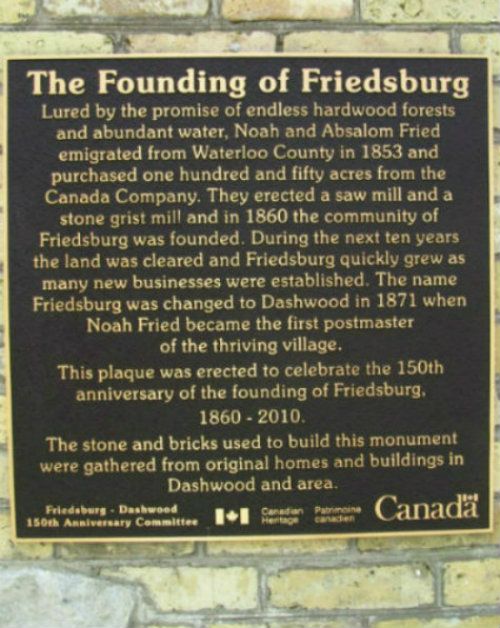 The Founding of Friedsburg
Lured by the promise of endless hardwood forests
and abundant water, Noah and Absalom Fried
emigrated from Waterloo County in 1853 and
purchased one hundred and fifty acres from the
Canada Company. They erected a saw mill and a
stone grist mill and in 1860 the community of
Friedsburg was founded. During the next ten years
the land was cleared and Friedsburg quickly grew as
many new businesses were established. The name
Friedsburg was changed to Dashwood in 1871 when
Noah Fried became the first postmaster
of the thriving village.
This plaque was erected to celebrate the 150th
anniversary of the founding of Friedsburg,
1860 - 2010.
The stone and bricks used to build this monument
were gathered from original homes and buildings in
Dashwood and area.
Friedsburg - Dashwood
150th Anniversary Committee
Canadian Heritage
Patrimoine canadien
Canada